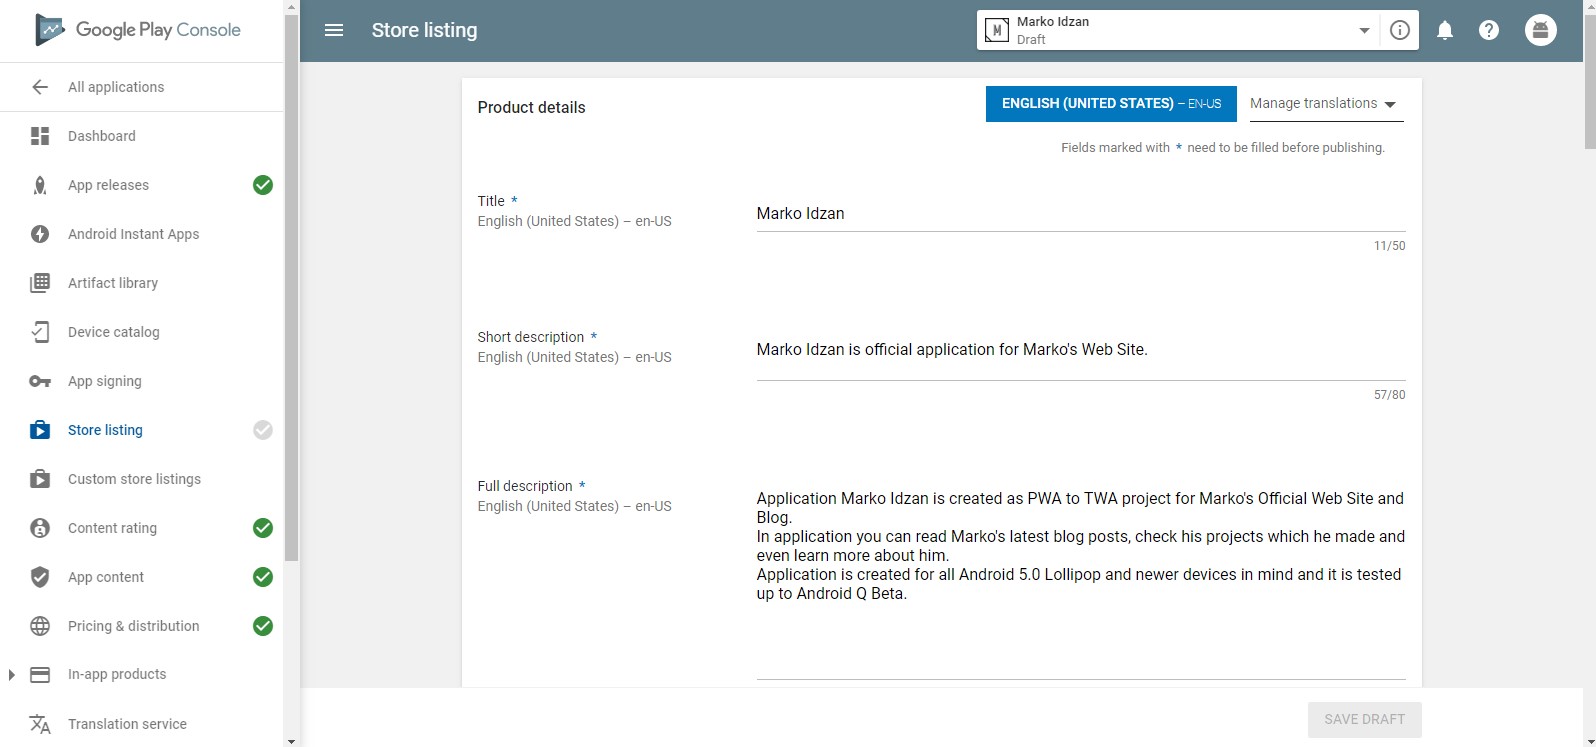 Google Play Console
All applications
Dashboard
App releases
Android Instant Apps
Artifact library
Device catalog
App signing
Store listing
Custom store listings
Content rating
App content
Pricing & distribution
In-app products
Translation service
Store listing
M
Marko Idzan
Draft
Product details
ENGLISH (UNITED STATES) – EN-US
Manage translations
Fields marked with * need to be filled before publishing.
Title *
English (United States) – en-US
Marko Idzan
11/50
Short description *
English (United States) – en-US
Marko Idzan is official application for Marko's Web Site.
57/80
Full description *
English (United States) – en-US
Application Marko Idzan is created as PWA to TWA project for Marko's Official Web Site and
Blog.
In application you can read Marko's latest blog posts, check his projects which he made and
even learn more about him.
Application is created for all Android 5.0 Lollipop and newer devices in mind and it is tested
up to Android Q Beta.
SAVE DRAFT